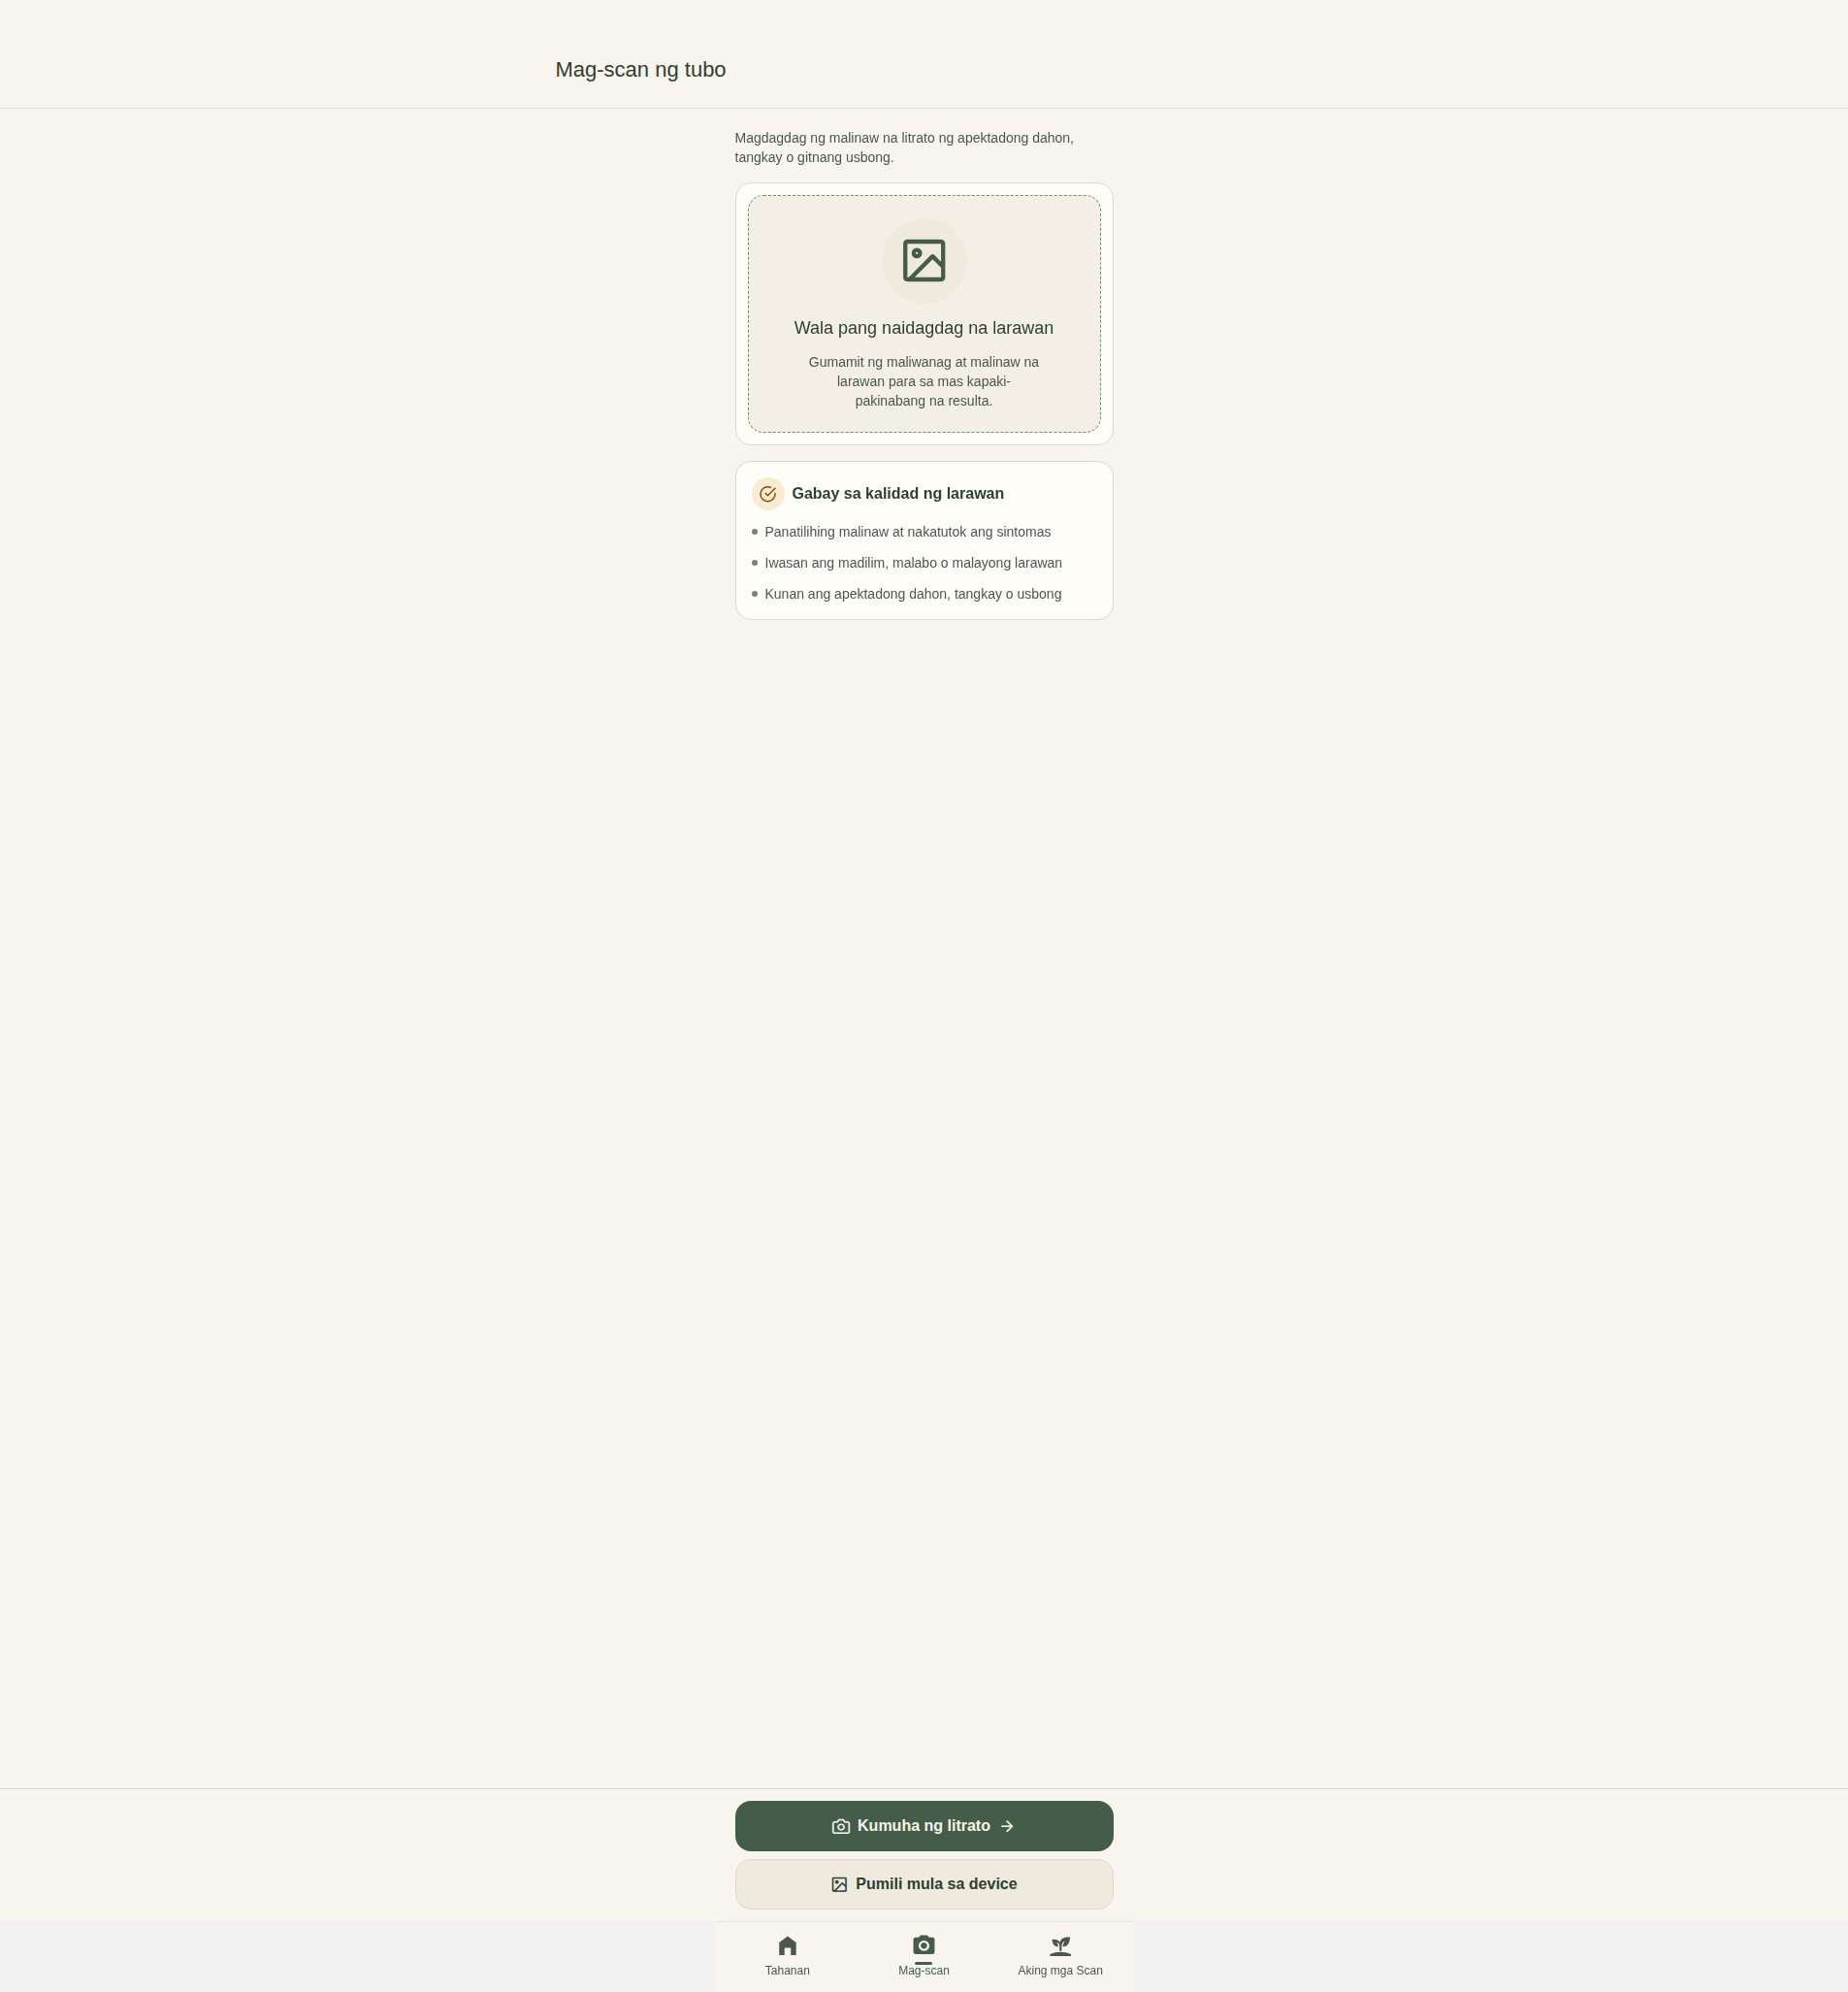 Mag-scan ng tubo
Magdagdag ng malinaw na litrato ng apektadong dahon,
tangkay o gitnang usbong.
Wala pang naidagdag na larawan
Gumamit ng maliwanag at malinaw na
larawan para sa mas kapaki-
pakinabang na resulta.
Gabay sa kalidad ng larawan
Panatilihing malinaw at nakatutok ang sintomas
Iwasan ang madilim, malabo o malayong larawan
Kunan ang apektadong dahon, tangkay o usbong
Kumuha ng litrato
Pumili mula sa device
Tahanan
Mag-scan
Aking mga Scan